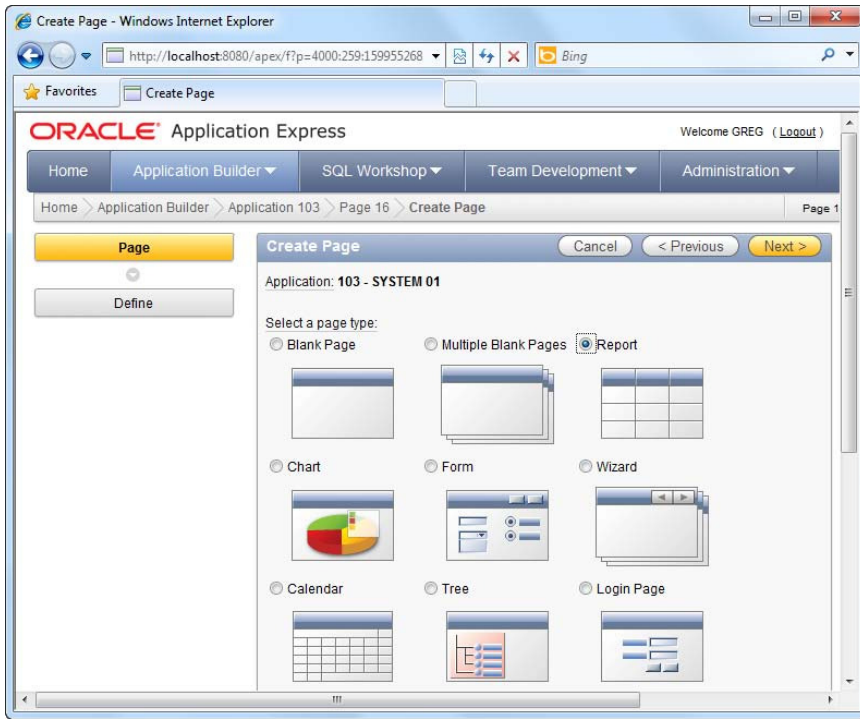 Create Page - Windows Internet Explorer
http://localhost:8080/apex/f?p=4000:259:159955268
Bing
Favorites
Create Page
ORACLE Application Express
Welcome GREG ( Logout )
Home
Application Builder
SQL Workshop
Team Development
Administration
Home > Application Builder > Application 103 > Page 16 > Create Page
Page 1
Page
Define
Create Page
Cancel
< Previous
Next >
Application: 103 - SYSTEM 01
Select a page type:
Blank Page
Multiple Blank Pages
Report
Chart
Form
Wizard
Calendar
Tree
Login Page